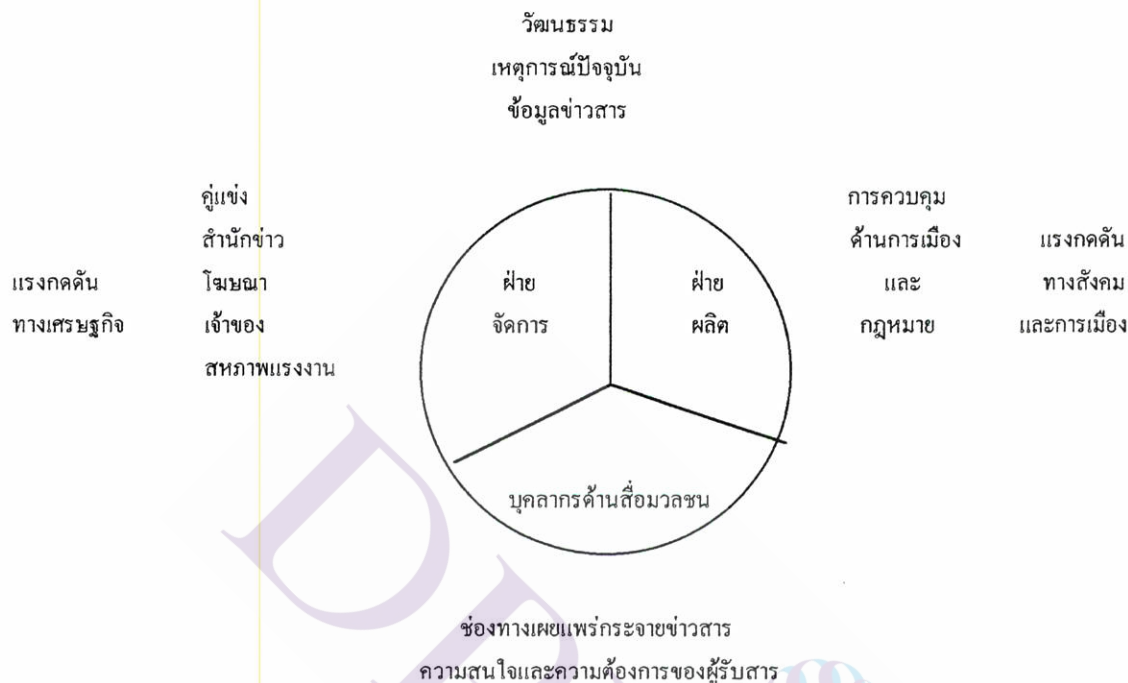 วัฒนธรรม
เหตุการณ์ปัจจุบัน
ข้อมูลข่าวสาร
แรงกดดัน
ทางเศรษฐกิจ
คู่แข่ง
สำนักข่าว
โฆษณา
เจ้าของ
สหภาพแรงงาน
ฝ่าย
จัดการ
ฝ่าย
ผลิต
บุคลากรด้านสื่อมวลชน
การควบคุม
ด้านการเมือง
และ
กฎหมาย
แรงกดดัน
ทางสังคม
และการเมือง
ช่องทางเผยแพร่กระจายข่าวสาร
ความสนใจและความต้องการของผู้รับสาร